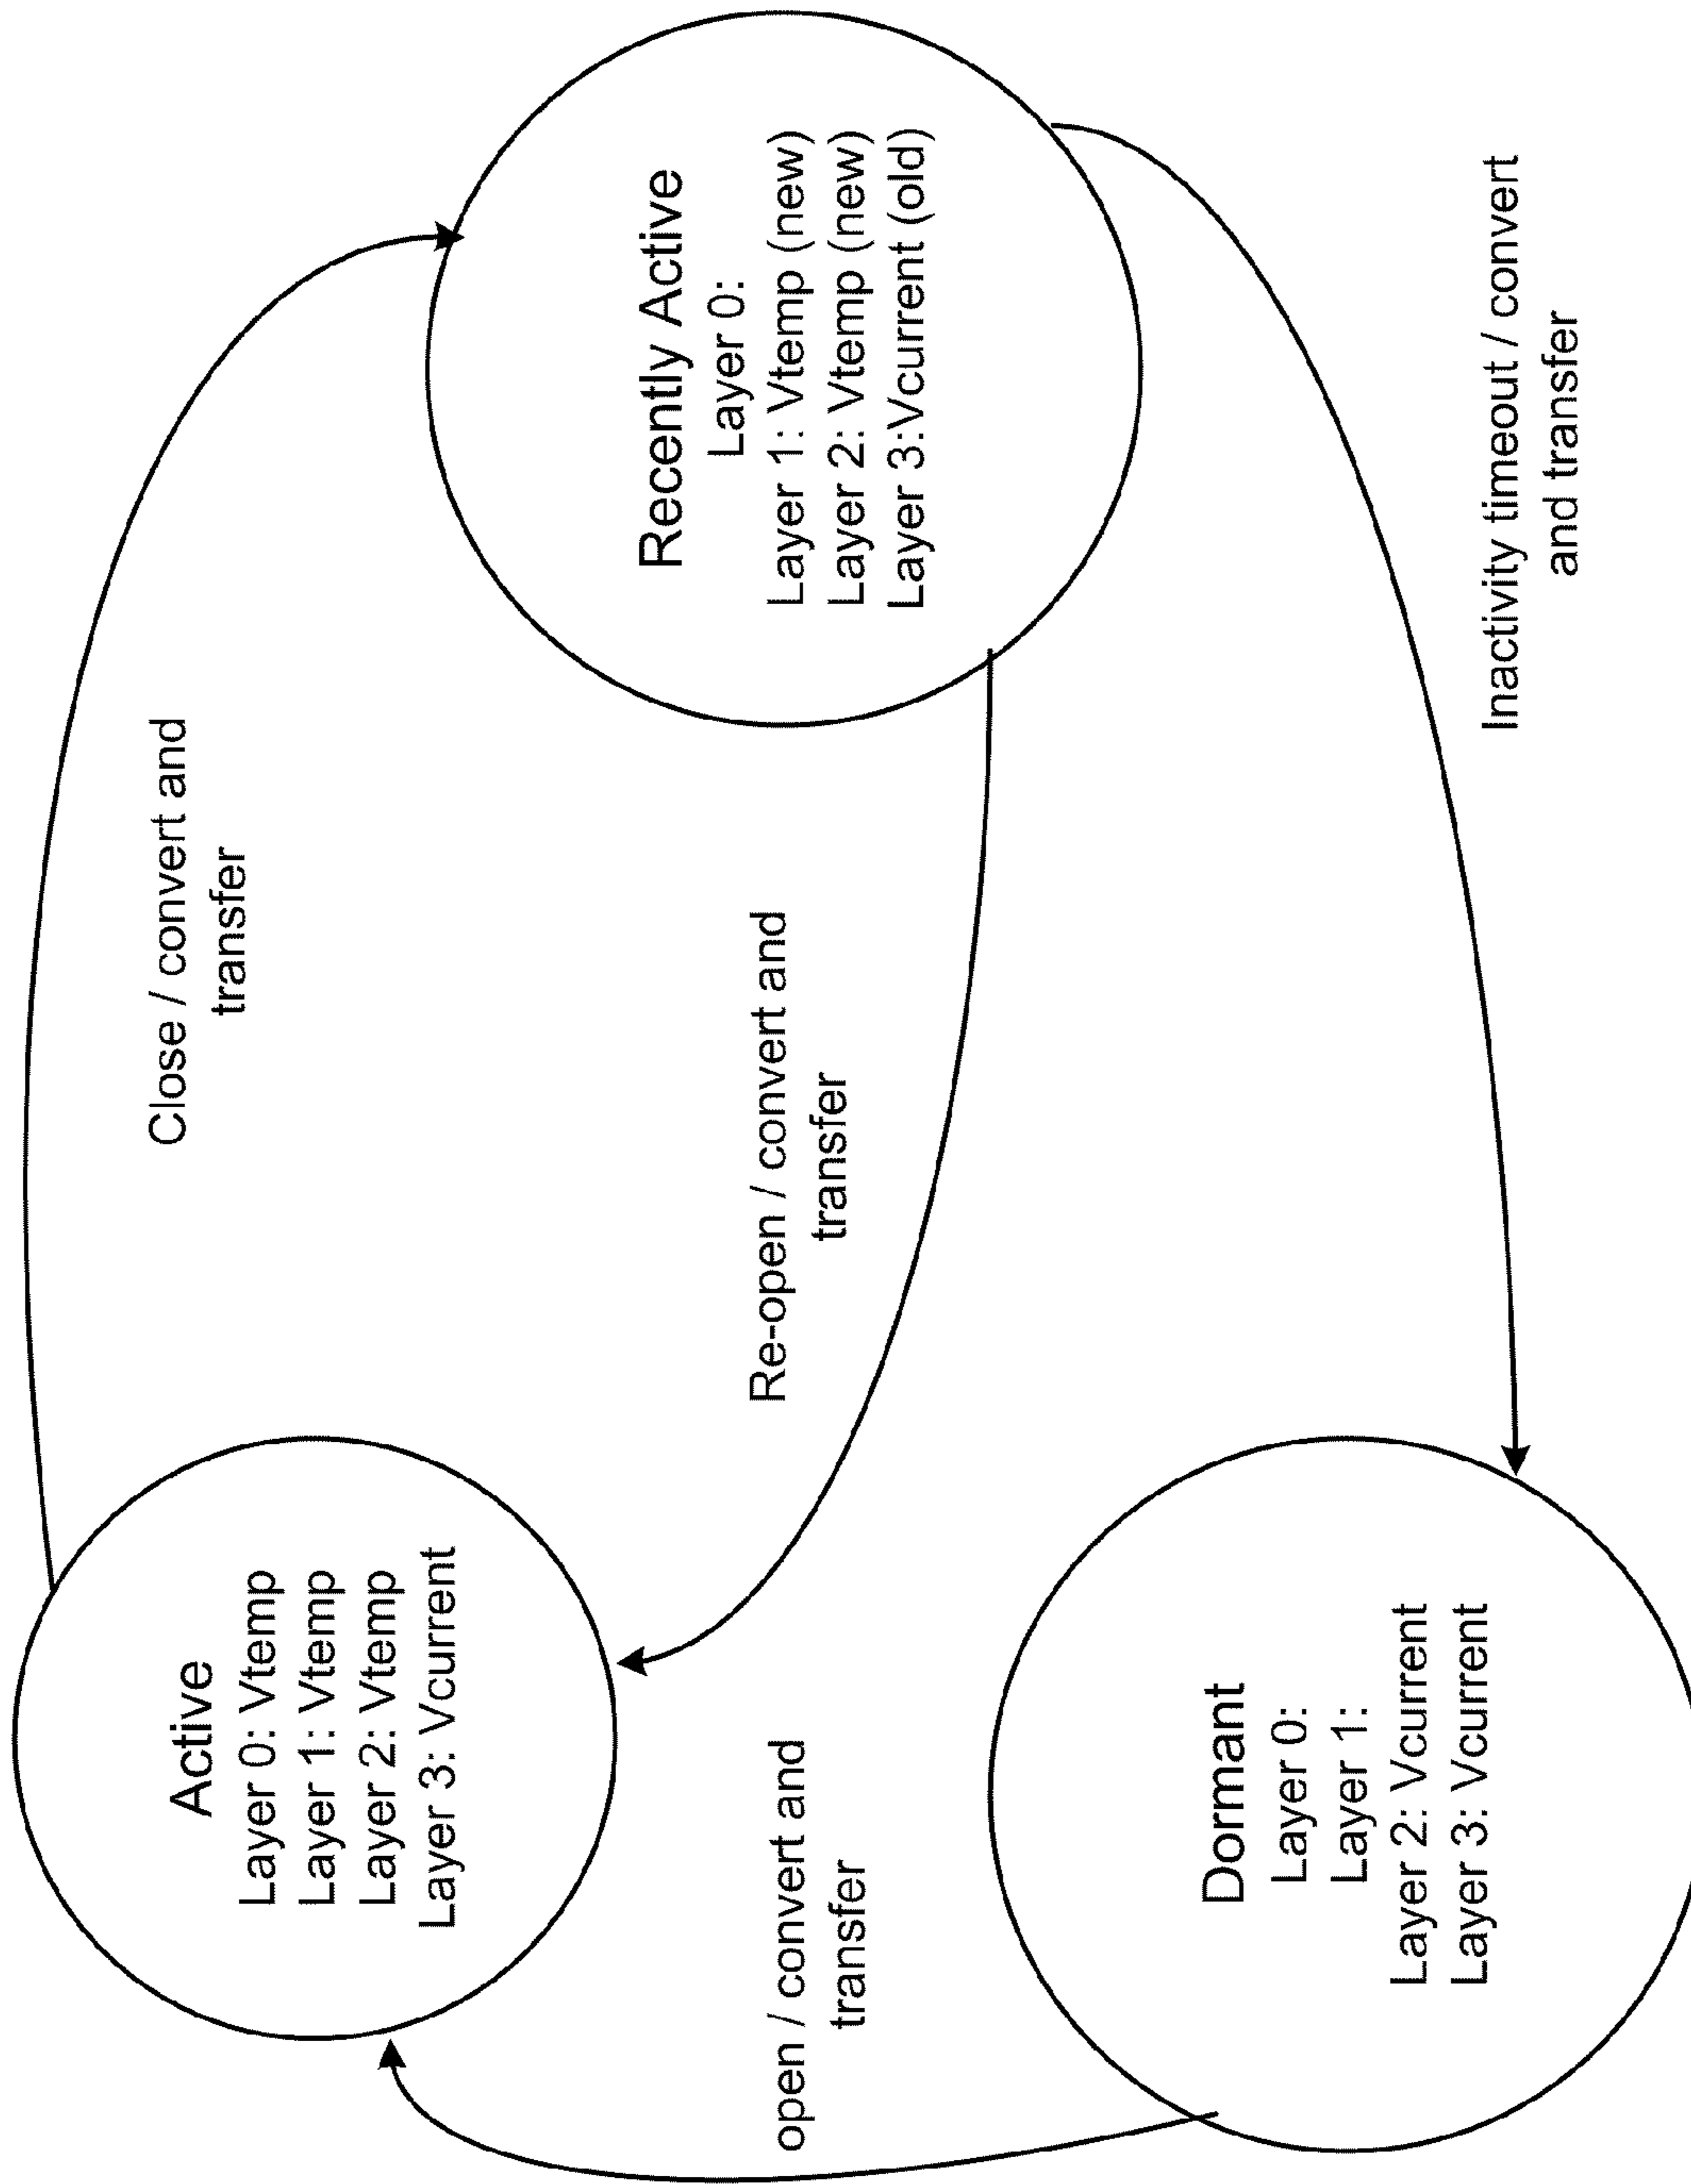 Active
Layer 0: Vtemp
Layer 1: Vtemp
Layer 2: Vtemp
Layer 3: Vcurrent
Close / convert and
transfer
Recently Active
Layer 0:
Layer 1: Vtemp (new)
Layer 2: Vtemp (new)
Layer 3:Vcurrent (old)
open / convert and
transfer
Re-open / convert and
transfer
Dormant
Layer 0:
Layer 1:
Layer 2: Vcurrent
Layer 3: Vcurrent
Inactivity timeout / convert
and transfer